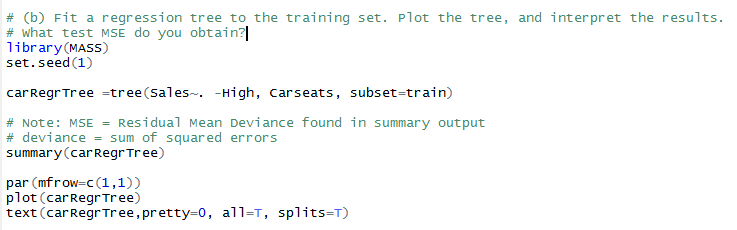 # (b) Fit a regression tree to the training set. Plot the tree, and interpret the results.
# What test MSE do you obtain?
library(MASS)
set.seed(1)
carRegrTree =tree(Sales~. -High, Carseats, subset=train)
# Note: MSE = Residual Mean Deviance found in summary output
# deviance = sum of squared errors
summary(carRegrTree)
par(mfrow=c(1,1))
plot(carRegrTree)
text(carRegrTree,pretty=0, all=T, splits=T)